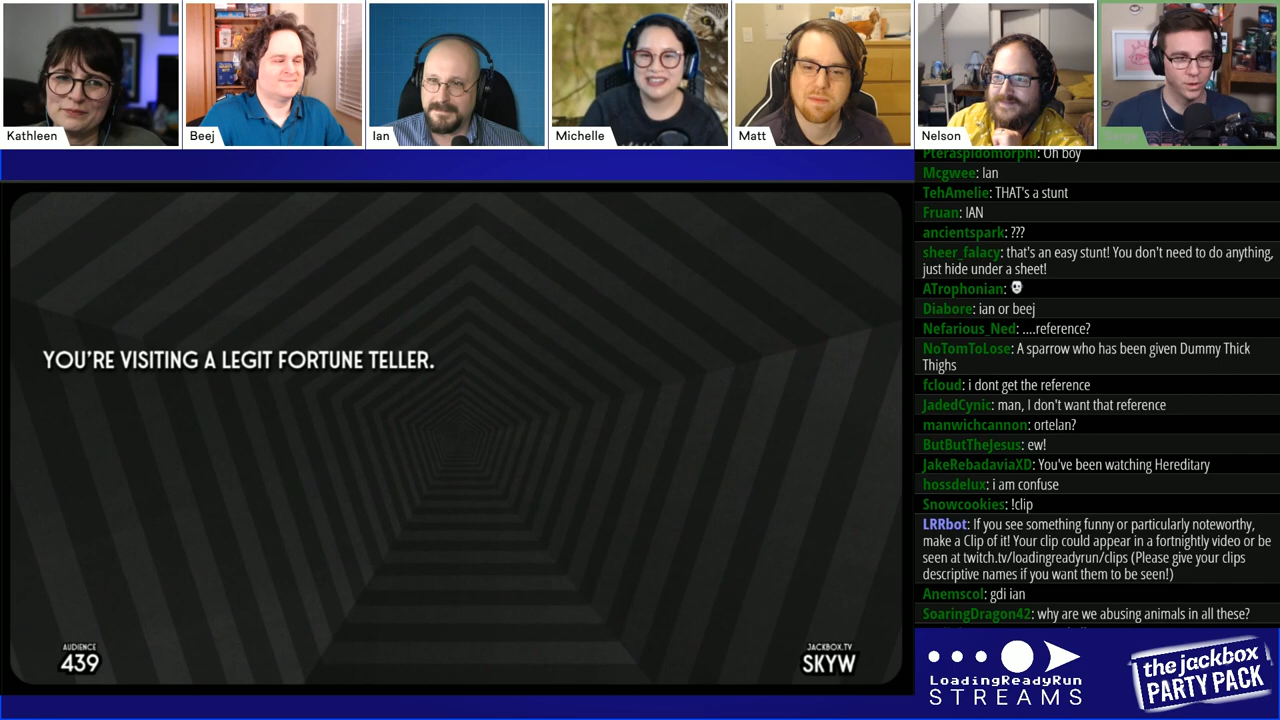 Kathleen
Beej
Ian
Michelle
Matt
Nelson
YOU'RE VISITING A LEGIT FORTUNE TELLER.
AUDIENCE
439
JACKBOX.TV
SKYW
Pteraspidomorphi: Oh boy
Mcgwee: Ian
TehAmelie: THAT's a stunt
Fruan: IAN
ancientspark: ???
sheer_falacy: that's an easy stunt! You don't need to do anything,
just hide under a sheet!
ATrophonian:
Diabore: ian or beej
Nefarious_Ned: ....reference?
NoTomToLose: A sparrow who has been given Dummy Thick
Thighs
fcloud: i dont get the reference
JadedCynic: man, I don't want that reference
manwichcannon: ortelan?
ButButTheJesus: ew!
JakeRebadaviaXD: You've been watching Hereditary
hossdelux: i am confuse
Snowcookies: !clip
LRRbot: If you see something funny or particularly noteworthy,
make a Clip of it! Your clip could appear in a fortnightly video or be
seen at twitch.tv/loadingreadyrun/clips (Please give your clips
descriptive names if you want them to be seen!)
Anemscol: gdi ian
SoaringDragon42: why are we abusing animals in all these?
LoadingReadyRun
STREAMS
the jackbox
PARTY PACK